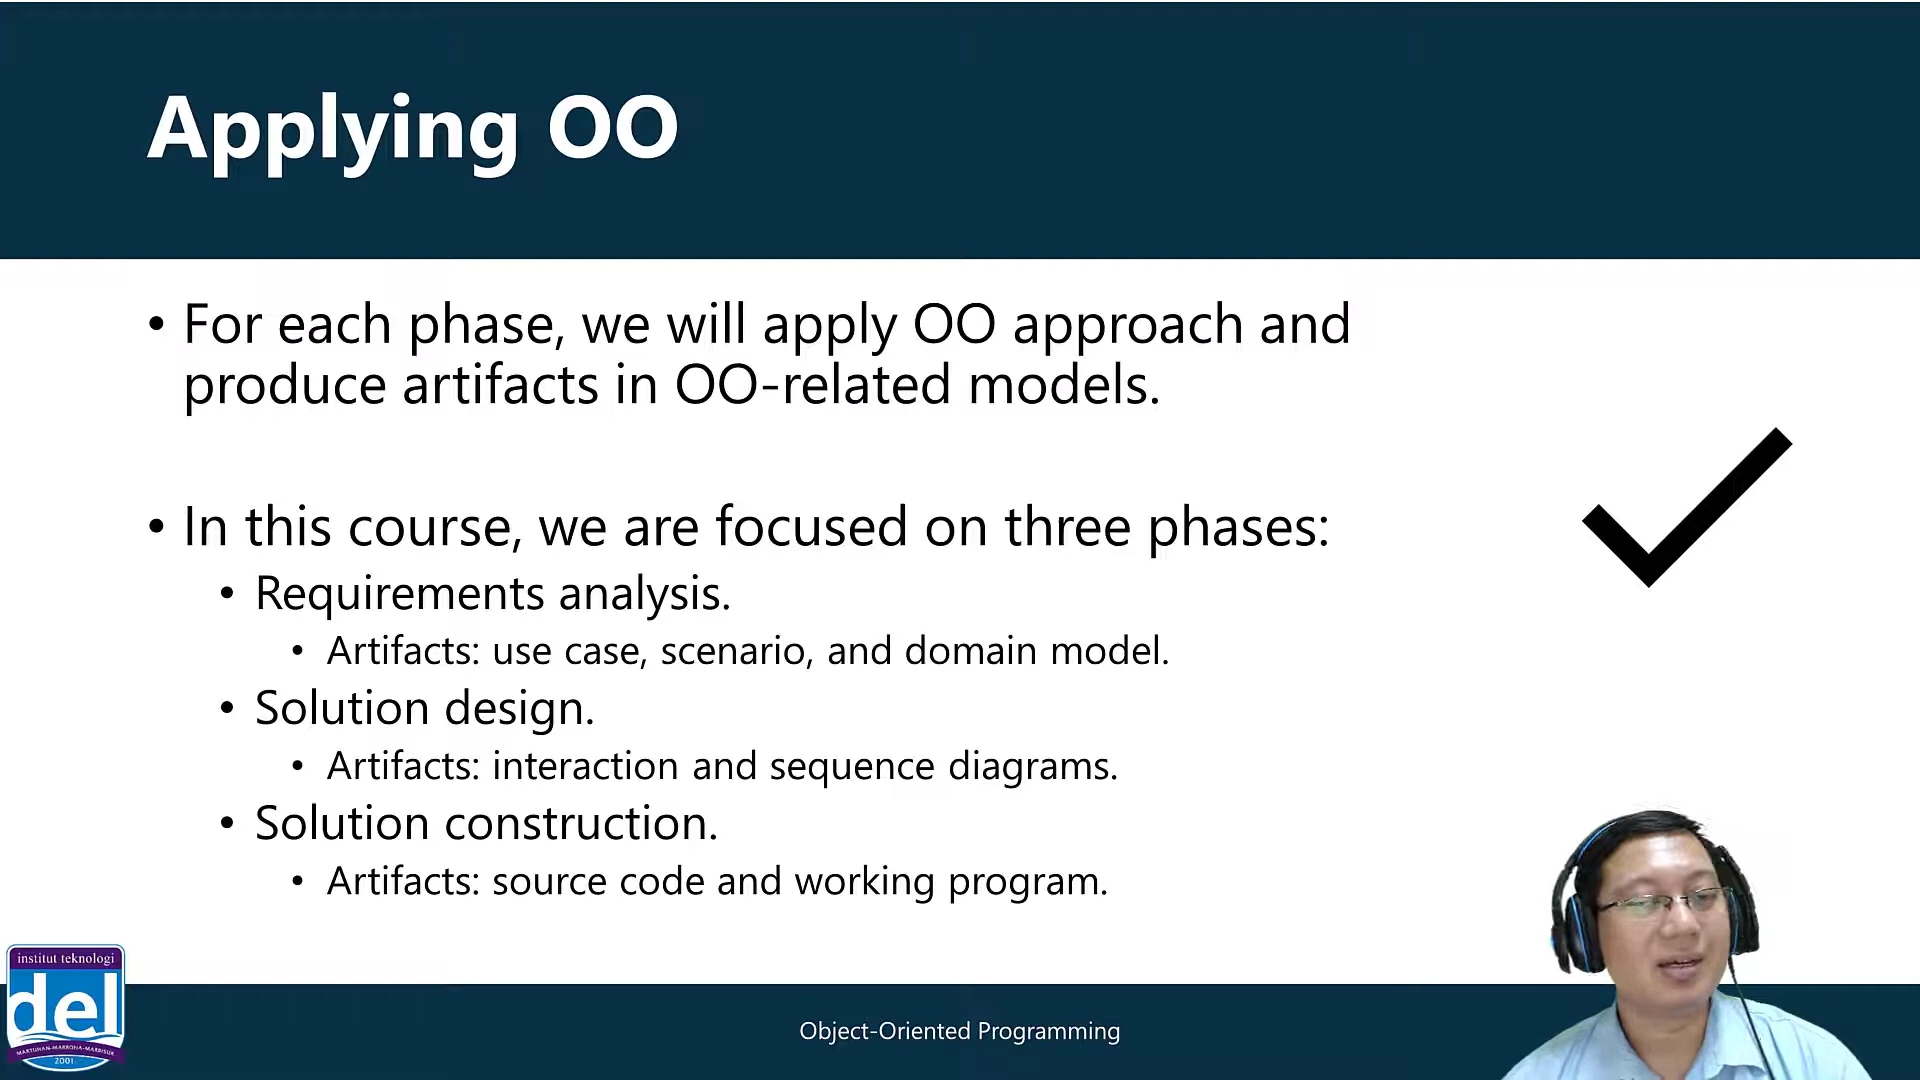 Applying OO
• For each phase, we will apply OO approach and
produce artifacts in OO-related models.
• In this course, we are focused on three phases:
• Requirements analysis.
• Artifacts: use case, scenario, and domain model.
• Solution design.
• Artifacts: interaction and sequence diagrams.
• Solution construction.
• Artifacts: source code and working program.
institut teknologi
del
MARTUHAN-MARROHA-MARBISUK
2001
Object-Oriented Programming